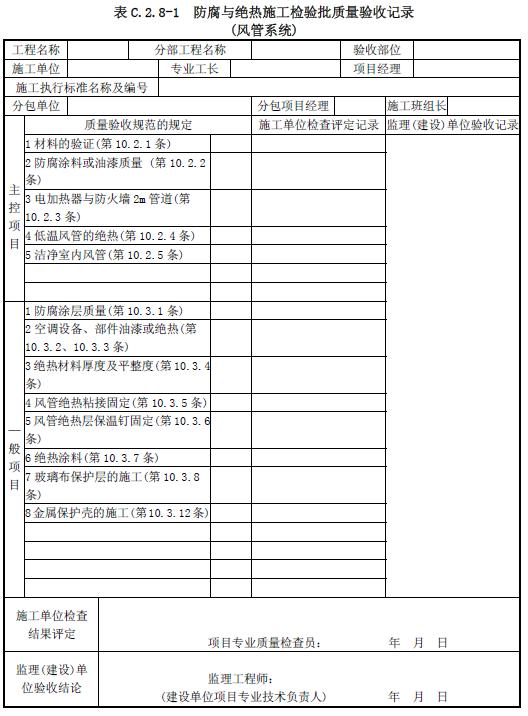 表 C.2.8-1 防腐与绝热施工检验批质量验收记录
(风管系统)
工程名称 分部工程名称 验收部位
施工单位 专业工长 项目经理
施工执行标准名称及编号
分包单位 分包项目经理 施工班组长
质量验收规范的规定 施工单位检查评定记录 监理(建设)单位验收记录
主控项目
1 材料的验证(第 10.2.1 条)
2 防腐涂料或油漆质量 (第 10.2.2
条)
3 电加热器与防火墙 2m 管道(第
10.2.3 条)
4 低温风管的绝热(第 10.2.4 条)
5 洁净室内风管(第 10.2.5 条)
一般项目
1 防腐涂层质量(第 10.3.1 条)
2 空调设备、部件油漆或绝热(第
10.3.2、10.3.3 条)
3 绝热材料厚度及平整度(第 10.3.4
条)
4 风管绝热粘接固定(第 10.3.5 条)
5 风管绝热层保温钉固定(第 10.3.6
条)
6 绝热涂料(第 10.3.7 条)
7 玻璃布保护层的施工(第 10.3.8
条)
8 金属保护壳的施工(第 10.3.12 条)
施工单位检查
结果评定
项目专业质量检查员： 年 月 日
监理(建设)单
位验收结论
监理工程师：
(建设单位项目专业技术负责人) 年 月 日